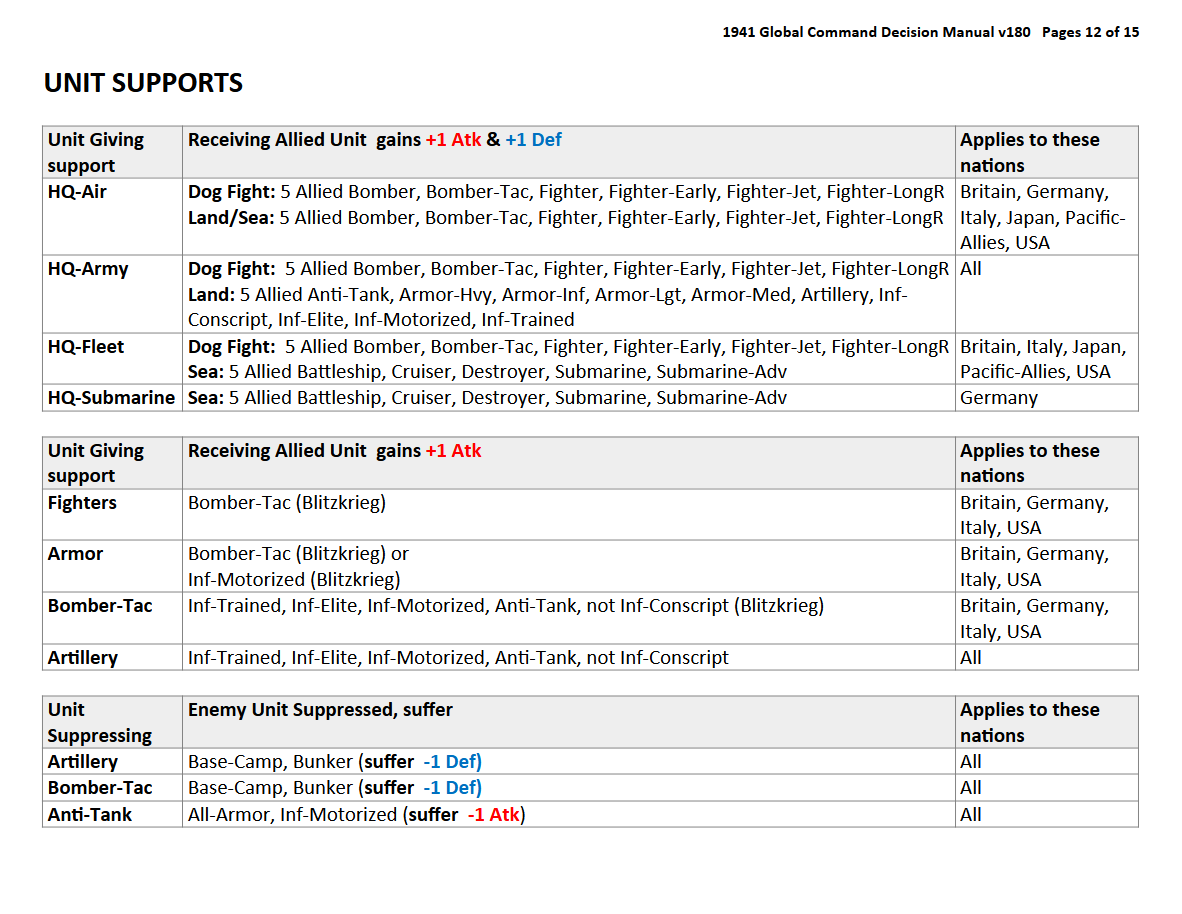 1941 Global Command Decision Manual v180 Pages 12 of 15
UNIT SUPPORTS
Unit Giving support
Receiving Allied Unit gains +1 Atk & +1 Def
Applies to these nations
HQ-Air
Dog Fight: 5 Allied Bomber, Bomber-Tac, Fighter, Fighter-Early, Fighter-Jet, Fighter-LongR
Land/Sea: 5 Allied Bomber, Bomber-Tac, Fighter, Fighter-Early, Fighter-Jet, Fighter-LongR
Britain, Germany,
Italy, Japan, Pacific-
Allies, USA
HQ-Army
Dog Fight: 5 Allied Bomber, Bomber-Tac, Fighter, Fighter-Early, Fighter-Jet, Fighter-LongR
Land: 5 Allied Anti-Tank, Armor-Hvy, Armor-Inf, Armor-Lgt, Armor-Med, Artillery, Inf-
Conscript, Inf-Elite, Inf-Motorized, Inf-Trained
All
HQ-Fleet
Dog Fight: 5 Allied Bomber, Bomber-Tac, Fighter, Fighter-Early, Fighter-Jet, Fighter-LongR
Sea: 5 Allied Battleship, Cruiser, Destroyer, Submarine, Submarine-Adv
Britain, Italy, Japan,
Pacific-Allies, USA
HQ-Submarine
Sea: 5 Allied Battleship, Cruiser, Destroyer, Submarine, Submarine-Adv
Germany
Unit Giving
support
Receiving Allied Unit gains +1 Atk
Applies to these
nations
Fighters
Bomber-Tac (Blitzkrieg)
Britain, Germany,
Italy, USA
Armor
Bomber-Tac (Blitzkrieg) or
Inf-Motorized (Blitzkrieg)
Britain, Germany,
Italy, USA
Bomber-Tac
Inf-Trained, Inf-Elite, Inf-Motorized, Anti-Tank, not Inf-Conscript (Blitzkrieg)
Britain, Germany,
Italy, USA
Artillery
Inf-Trained, Inf-Elite, Inf-Motorized, Anti-Tank, not Inf-Conscript
All
Unit
Suppressing
Enemy Unit Suppressed, suffer
Applies to these
nations
Artillery
Base-Camp, Bunker (suffer -1 Def)
All
Bomber-Tac
Base-Camp, Bunker (suffer -1 Def)
All
Anti-Tank
All-Armor, Inf-Motorized (suffer -1 Atk)
All